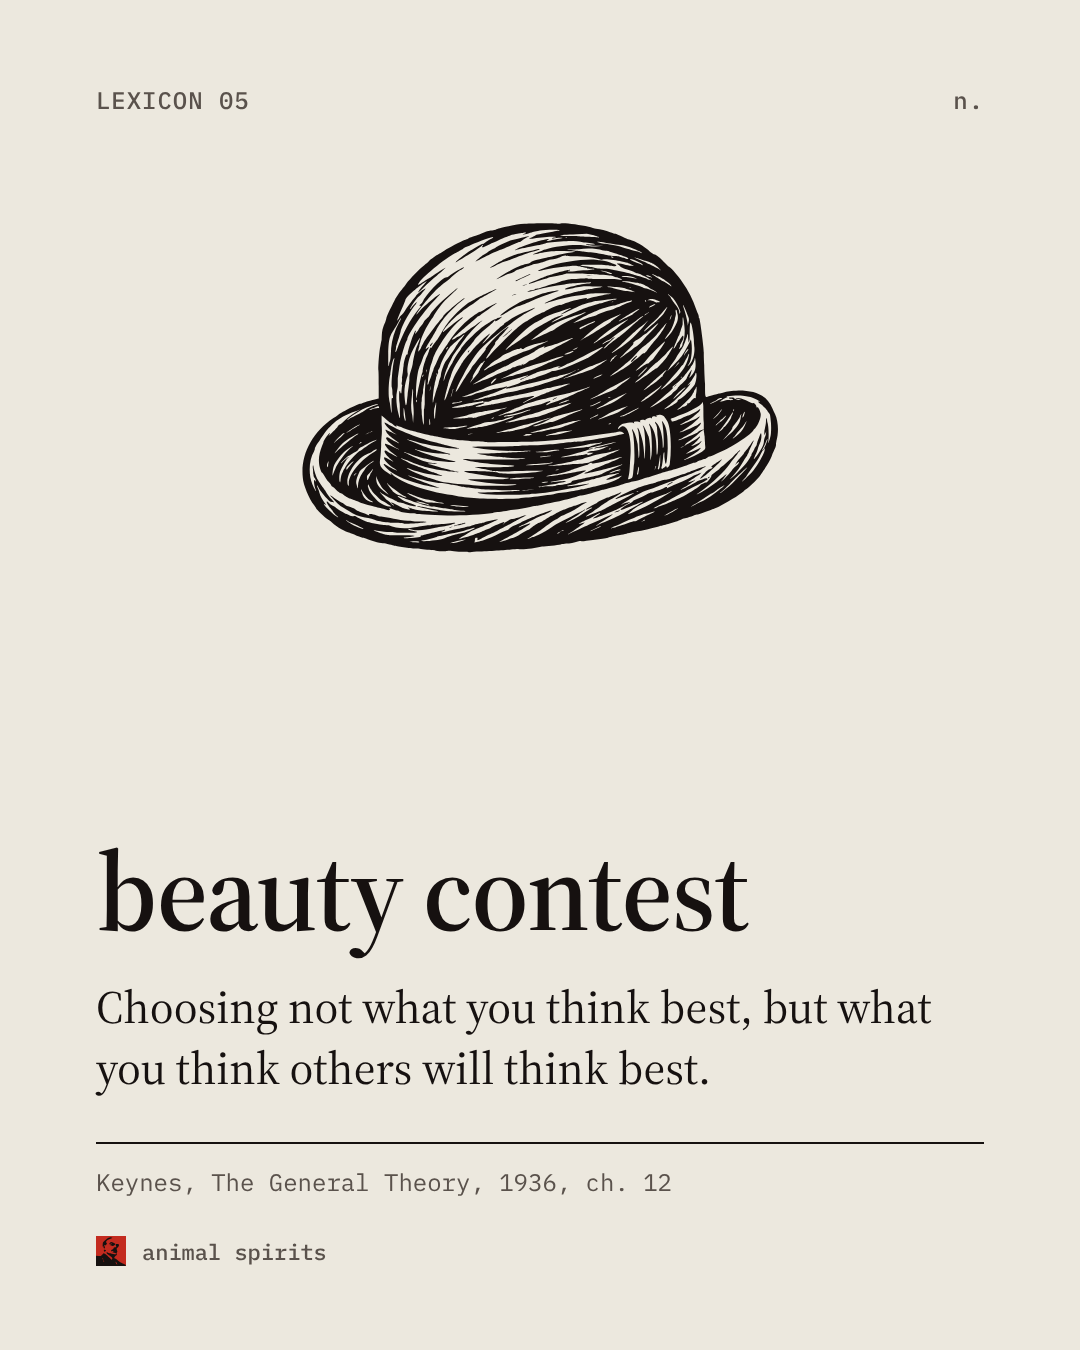 LEXICON 05
n.
beauty contest
Choosing not what you think best, but what
you think others will think best.
Keynes, The General Theory, 1936, ch. 12
animal spirits